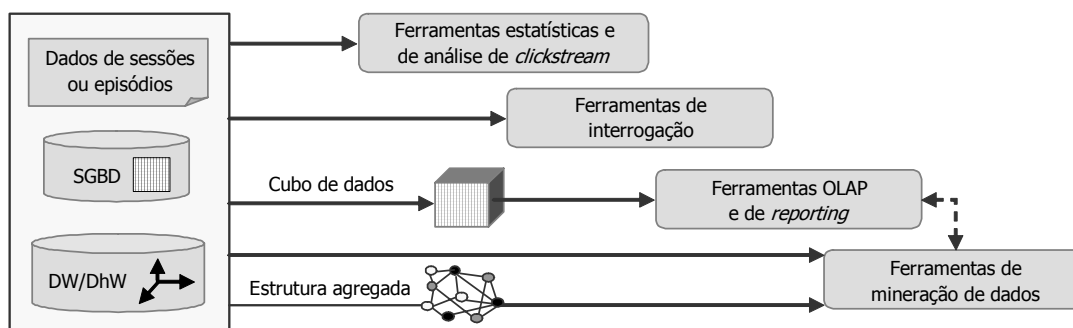 Dados de sessões
ou episódios
SGBD
DW/DhW
Ferramentas estatísticas e
de análise de clickstream
Ferramentas de
interrogação
Cubo de dados
Ferramentas OLAP
e de reporting
Estrutura agregada
Ferramentas de
mineração de dados